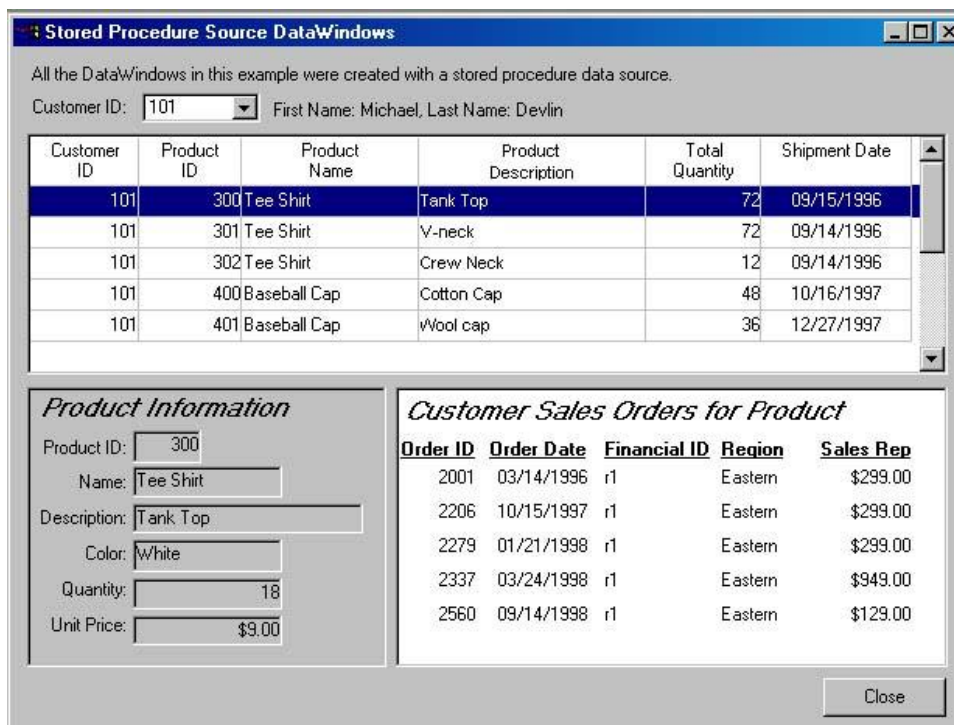 Stored Procedure Source DataWindows
All the DataWindows in this example were created with a stored procedure data source.
Customer ID: 101 First Name: Michael, Last Name: Devlin
Customer ID Product ID Product Name Product Description Total Quantity Shipment Date
101 300 Tee Shirt Tank Top 72 09/15/1996
101 301 Tee Shirt V-neck 72 09/14/1996
101 302 Tee Shirt Crew Neck 12 09/14/1996
101 400 Baseball Cap Cotton Cap 48 10/16/1997
101 401 Baseball Cap Wool cap 36 12/27/1997
Product Information
Product ID: 300
Name: Tee Shirt
Description: Tank Top
Color: White
Quantity: 18
Unit Price: $9.00
Customer Sales Orders for Product
Order ID Order Date Financial ID Region Sales Rep
2001 03/14/1996 r1 Eastern $299.00
2206 10/15/1997 r1 Eastern $299.00
2279 01/21/1998 r1 Eastern $299.00
2337 03/24/1998 r1 Eastern $949.00
2560 09/14/1998 r1 Eastern $129.00
Close